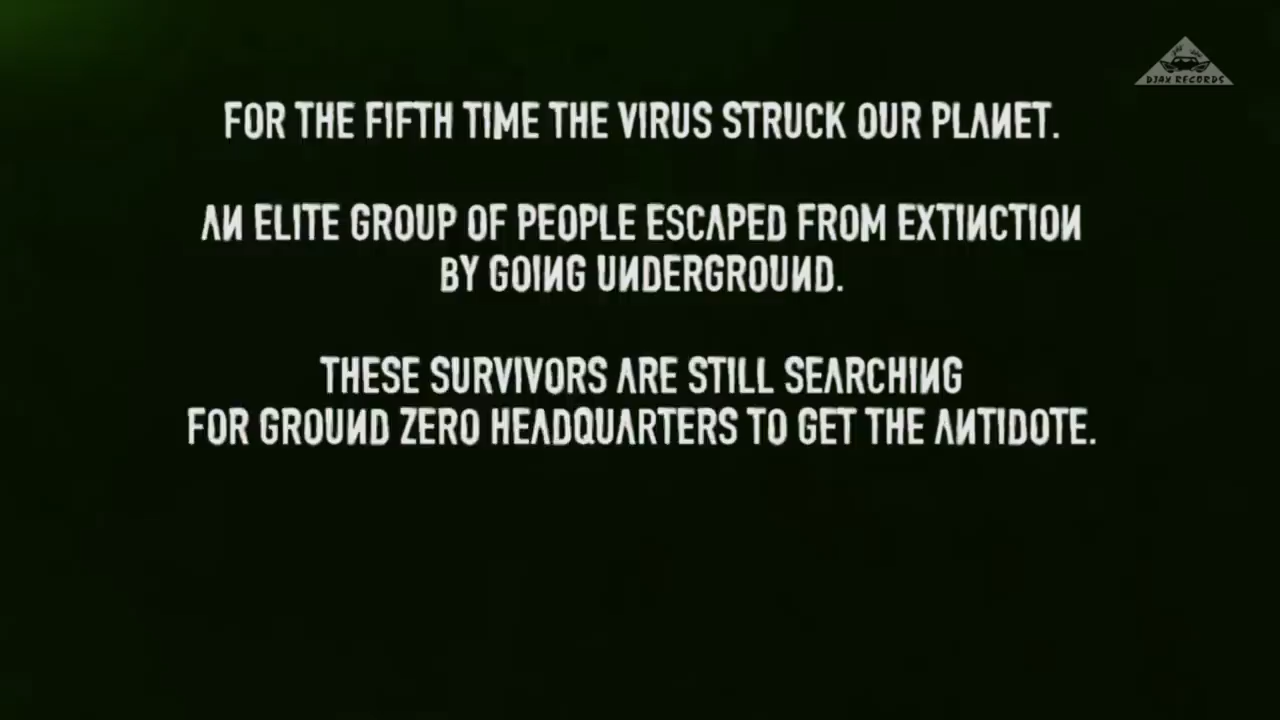 DJAX RECORDS
FOR THE FIFTH TIME THE VIRUS STRUCK OUR PLANET.
AN ELITE GROUP OF PEOPLE ESCAPED FROM EXTINCTION
BY GOING UNDERGROUND.
THESE SURVIVORS ARE STILL SEARCHING
FOR GROUND ZERO HEADQUARTERS TO GET THE ANTIDOTE.